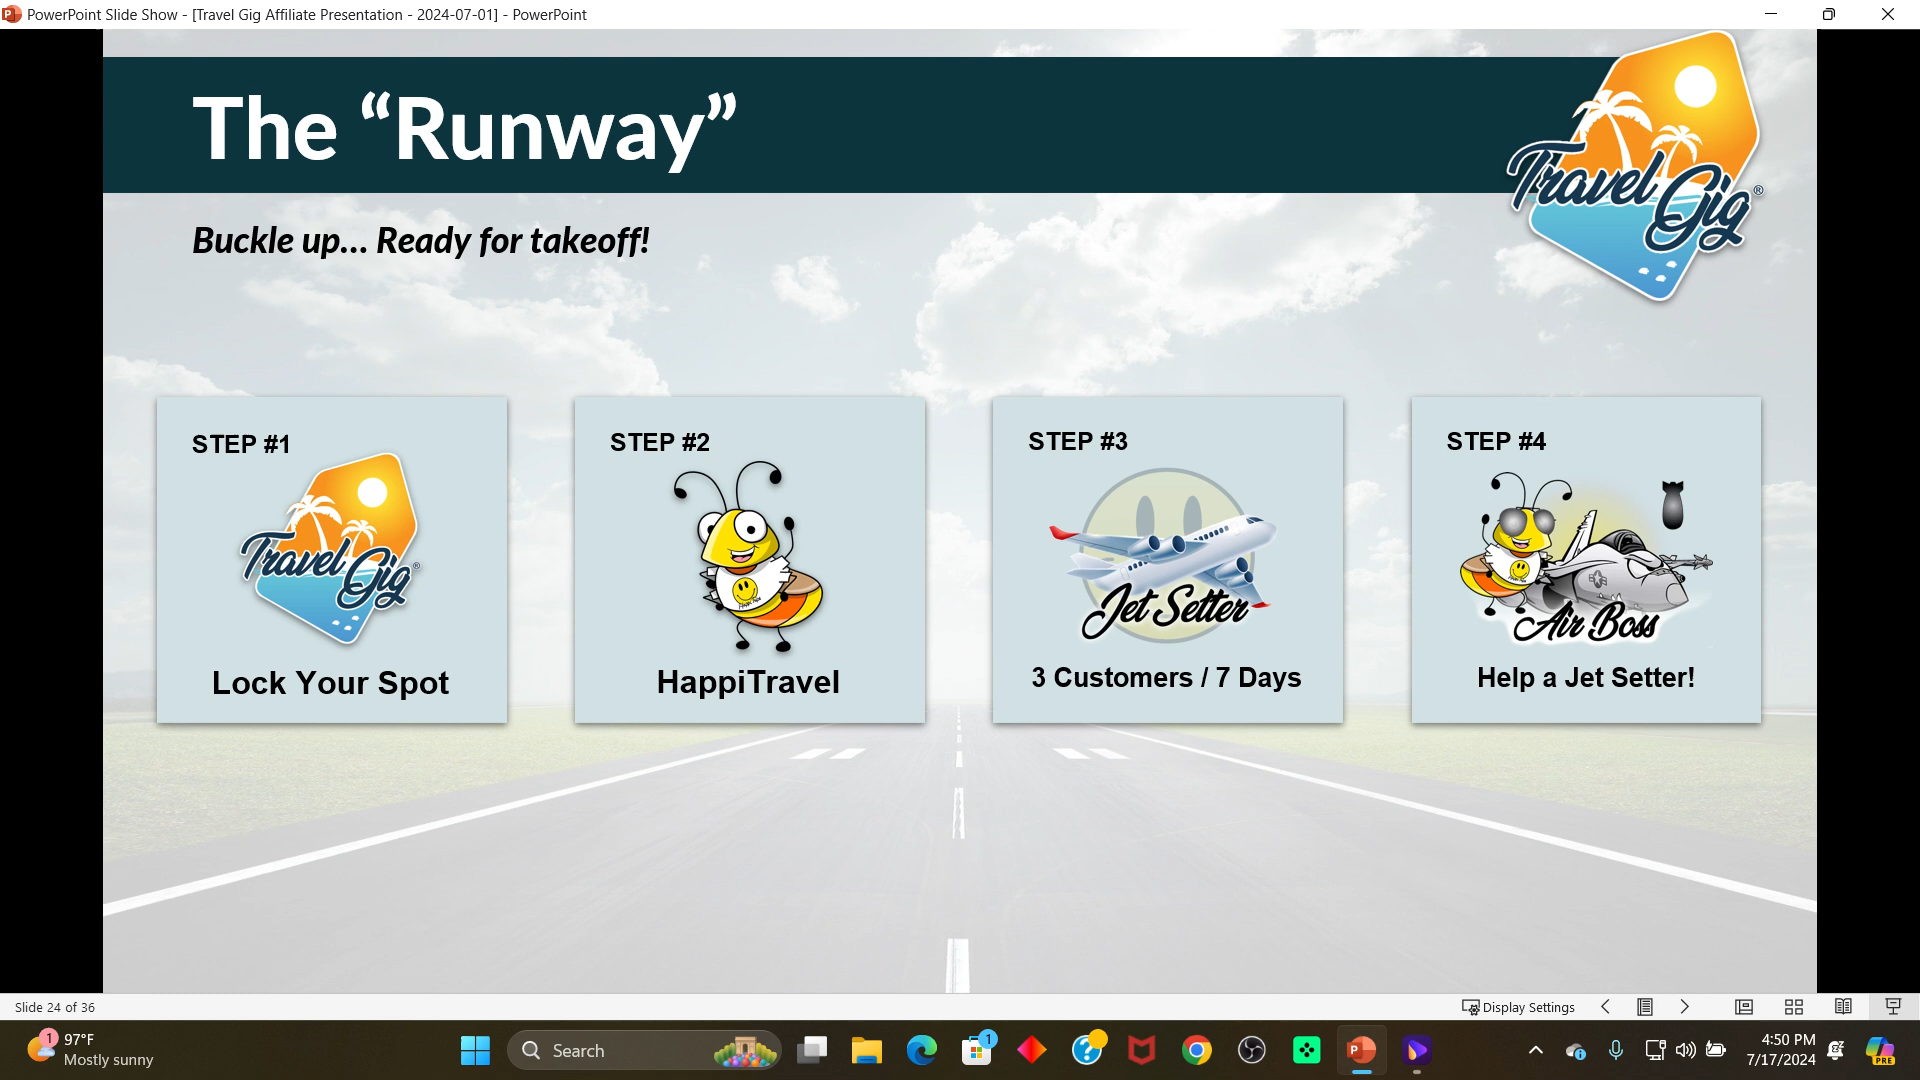 PowerPoint Slide Show - [Travel Gig Affiliate Presentation - 2024-07-01] - PowerPoint
The “Runway”
Travel Gig®
Buckle up... Ready for takeoff!
STEP #1
Travel Gig®
Lock Your Spot
STEP #2
HappiTravel
STEP #3
Jet Setter
3 Customers / 7 Days
STEP #4
Air Boss
Help a Jet Setter!
Slide 24 of 36
Display Settings
1
97°F
Mostly sunny
Search
1
4:50 PM
7/17/2024
PRE